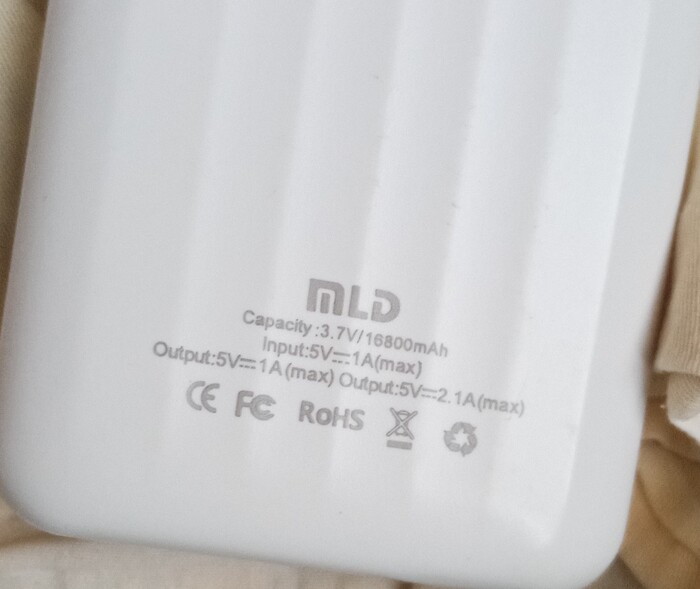 MLD
Capacity :3.7V/16800mAh
Input:5V⎓1A(max)
Output:5V⎓1A(max) Output:5V⎓2.1A(max)
CE FC RoHS